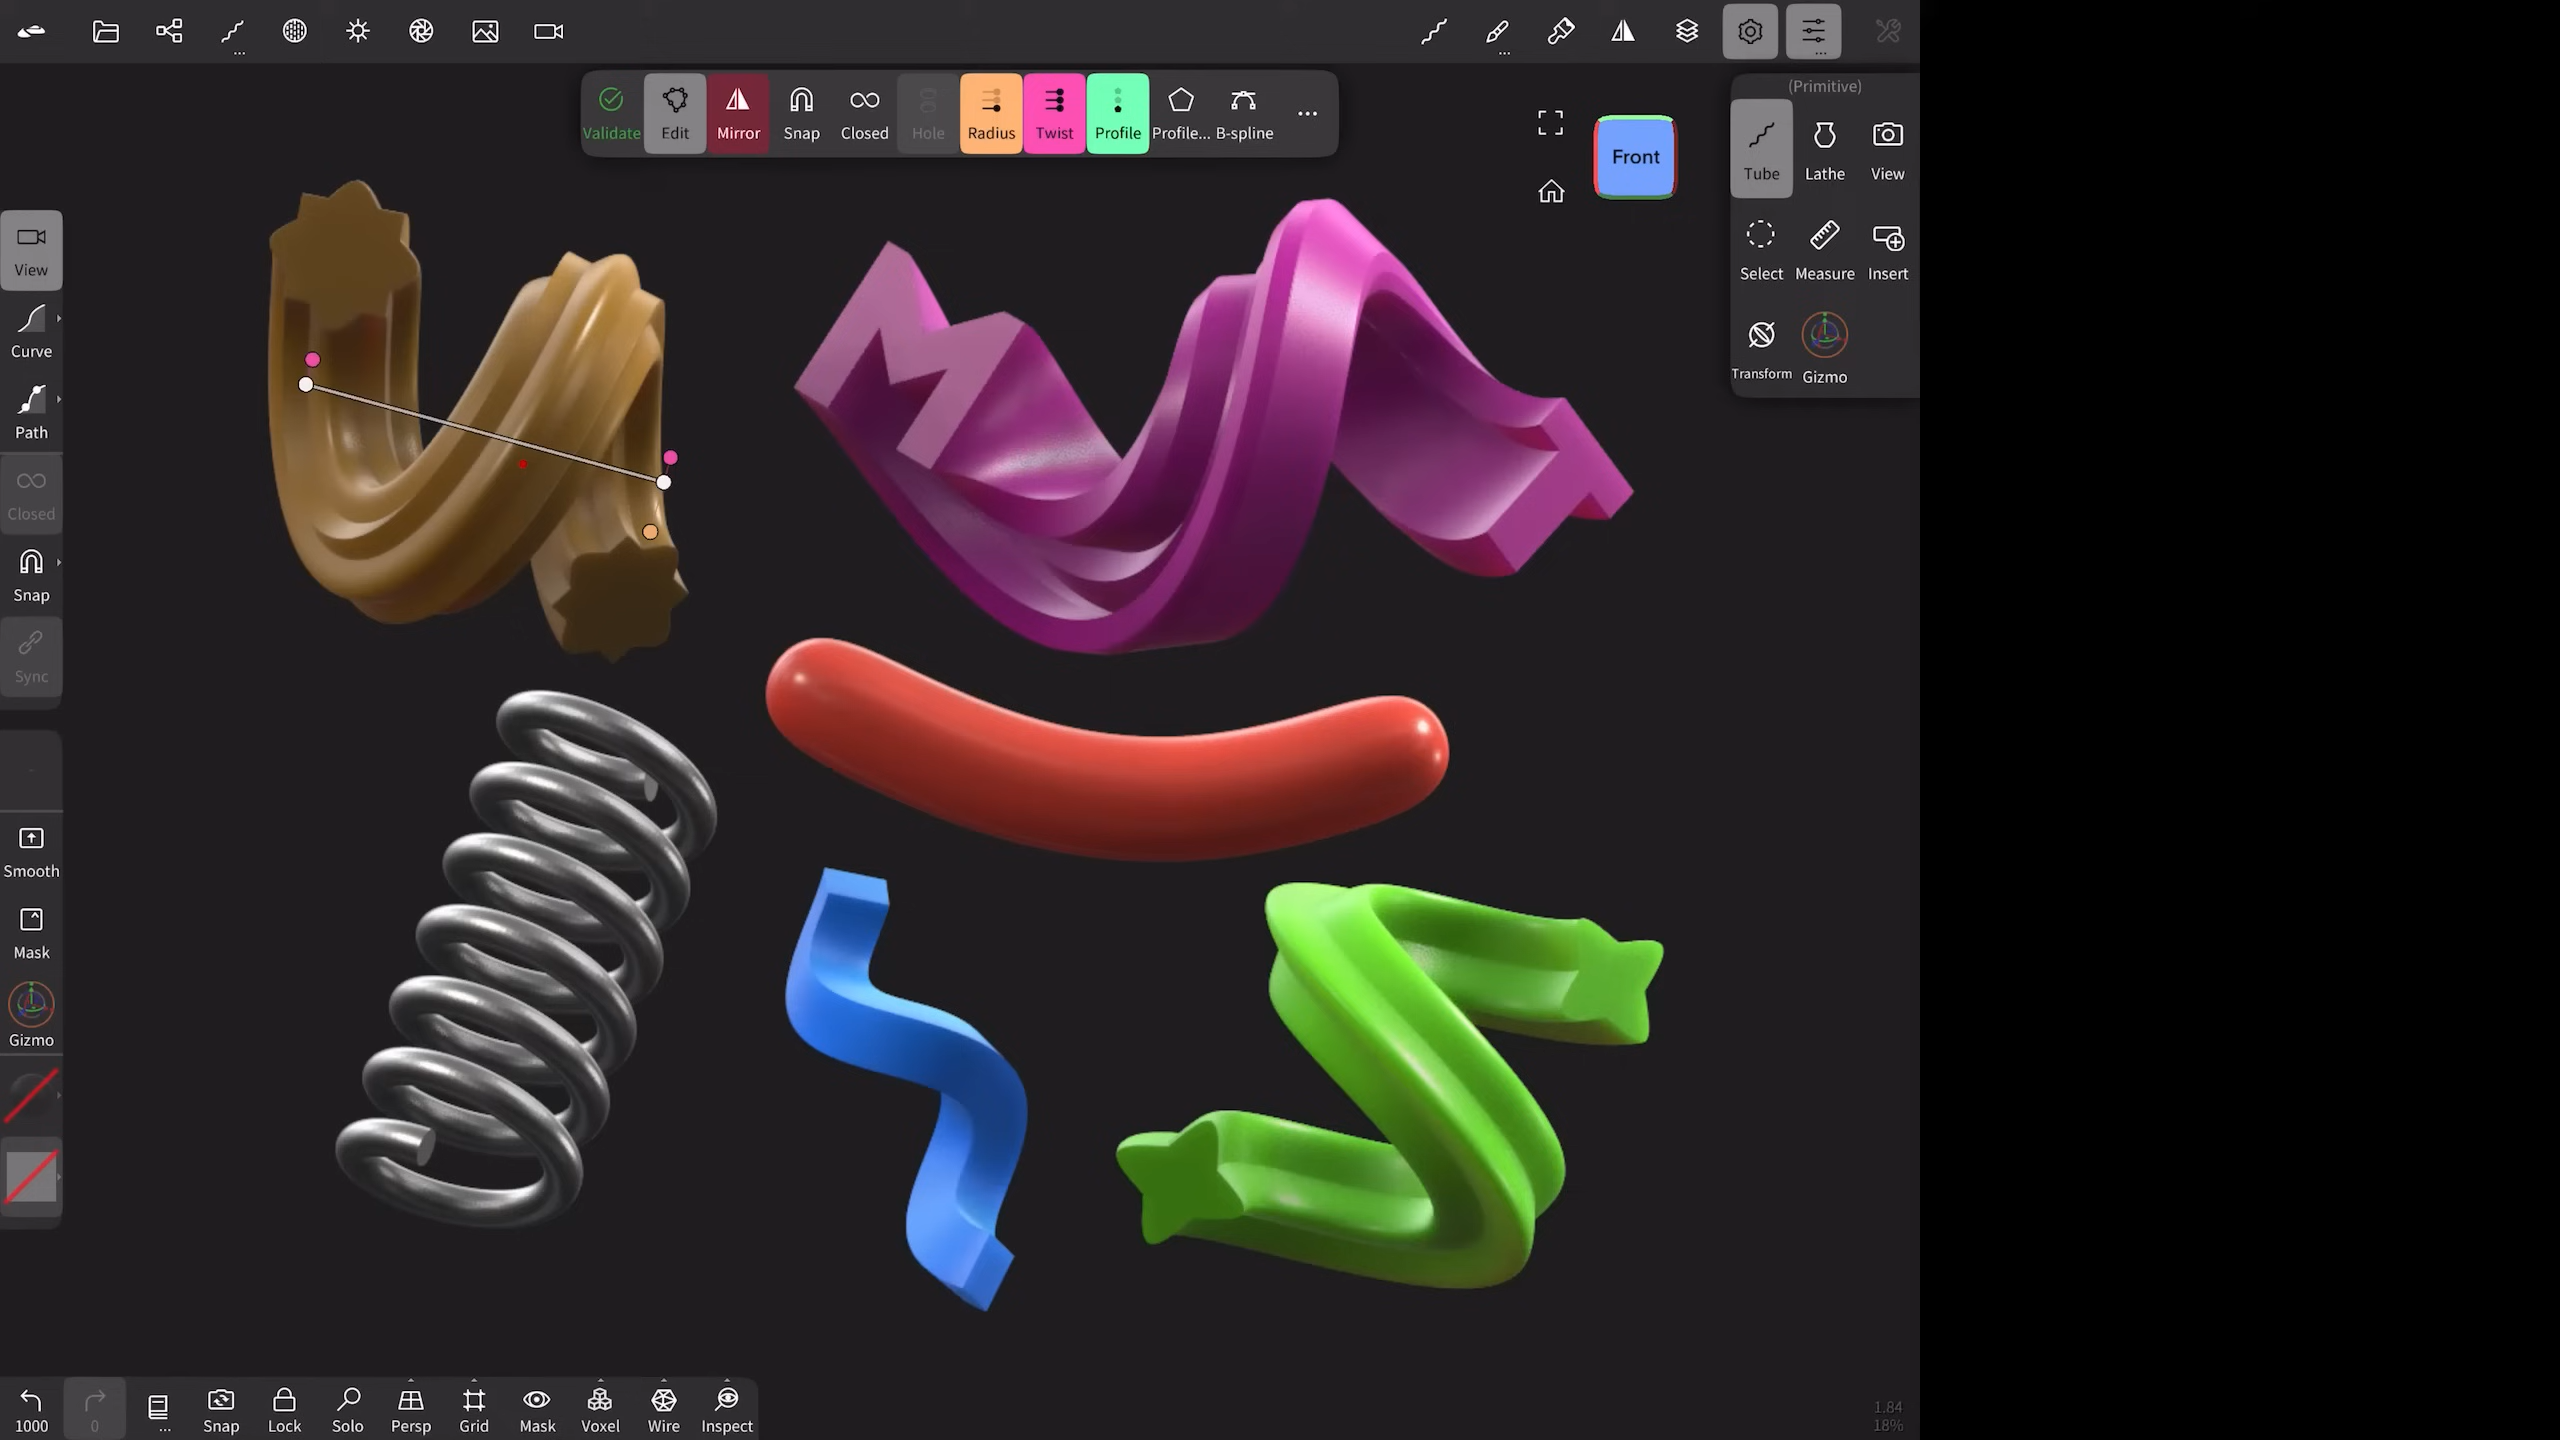 Validate
Edit
Mirror
Snap
Closed
Hole
Radius
Twist
Profile
Profile...
B-spline
...
Front
(Primitive)
Tube
Lathe
View
Select
Measure
Insert
Transform
Gizmo
View
Curve
Path
Closed
Snap
Sync
Smooth
Mask
Gizmo
1000
0
...
Snap
Lock
Solo
Persp
Grid
Mask
Voxel
Wire
Inspect
1.84
18%